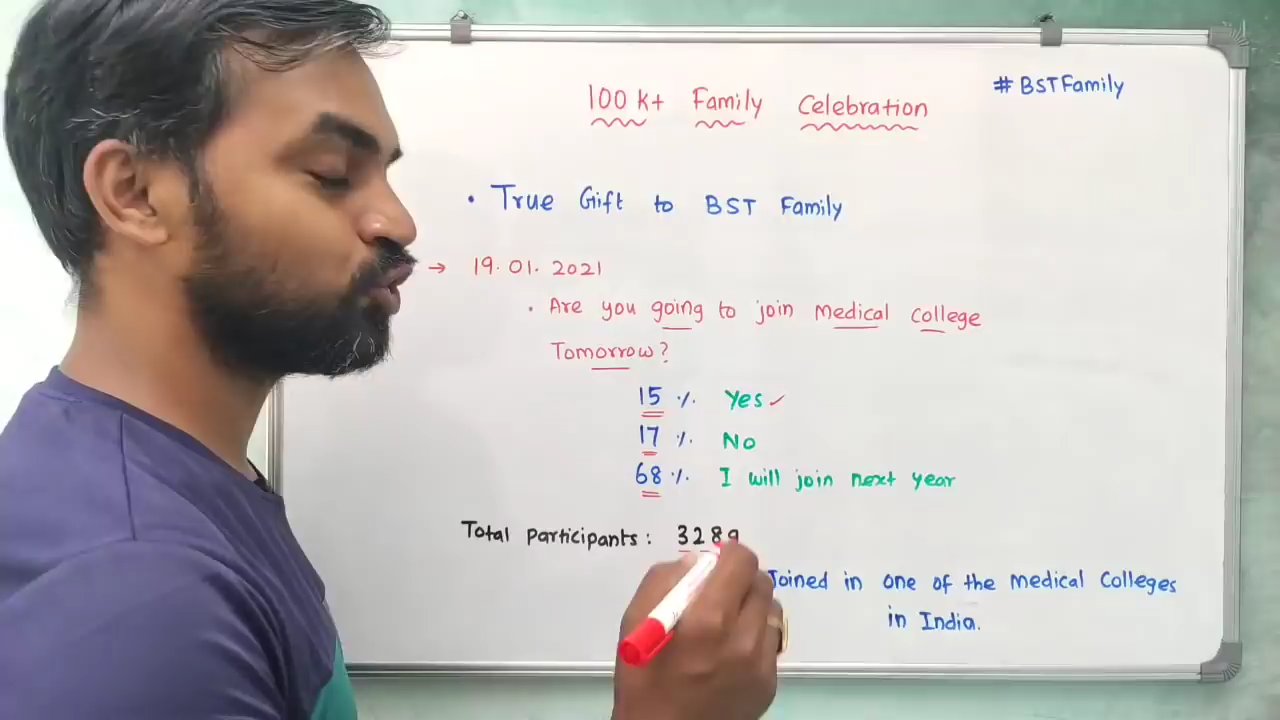 100 K+ Family Celebration
#BSTFamily
• True Gift to BST Family
→ 19.01.2021
• Are you going to join Medical College
Tomorrow?
15 % Yes ✓
17 % No
68 % I will join next year
Total participants: 3289
Joined in one of the Medical Colleges
in India.